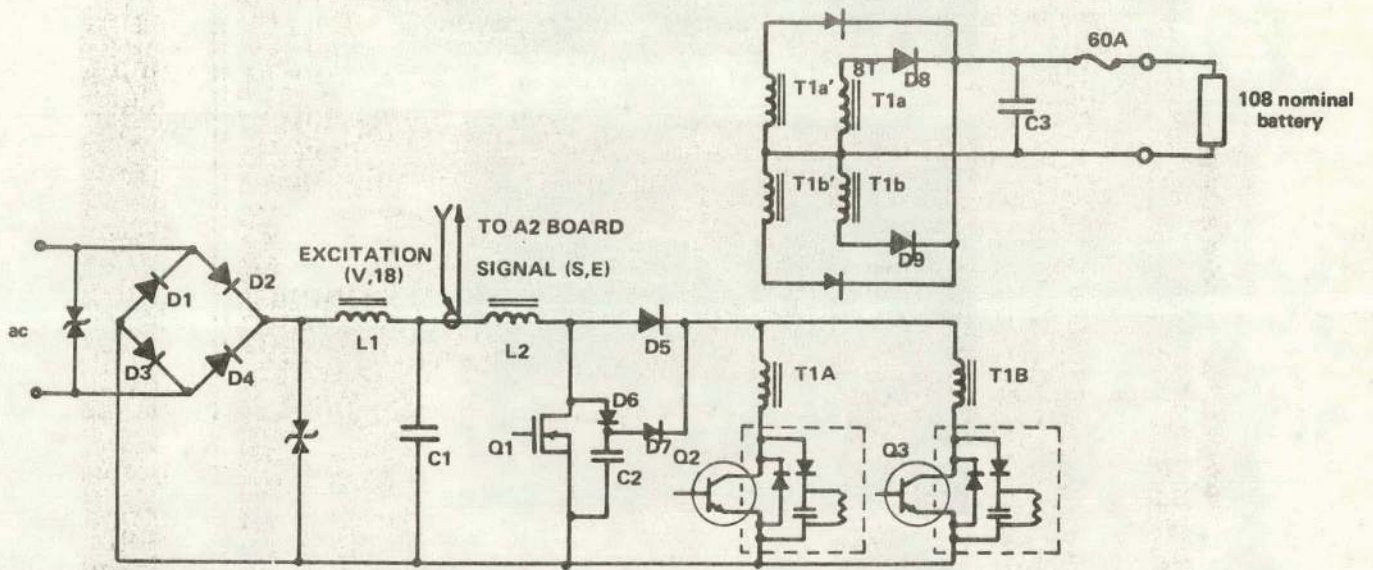 60A
T1a'
8T
D8
T1a
C3
108 nominal
battery
T1b'
T1b
D9
TO A2 BOARD
EXCITATION
(V,18)
SIGNAL (S,E)
D1
D2
ac
L1
L2
D5
D3
D4
T1A
T1B
D6
Q1
D7
Q2
Q3
C1
C2